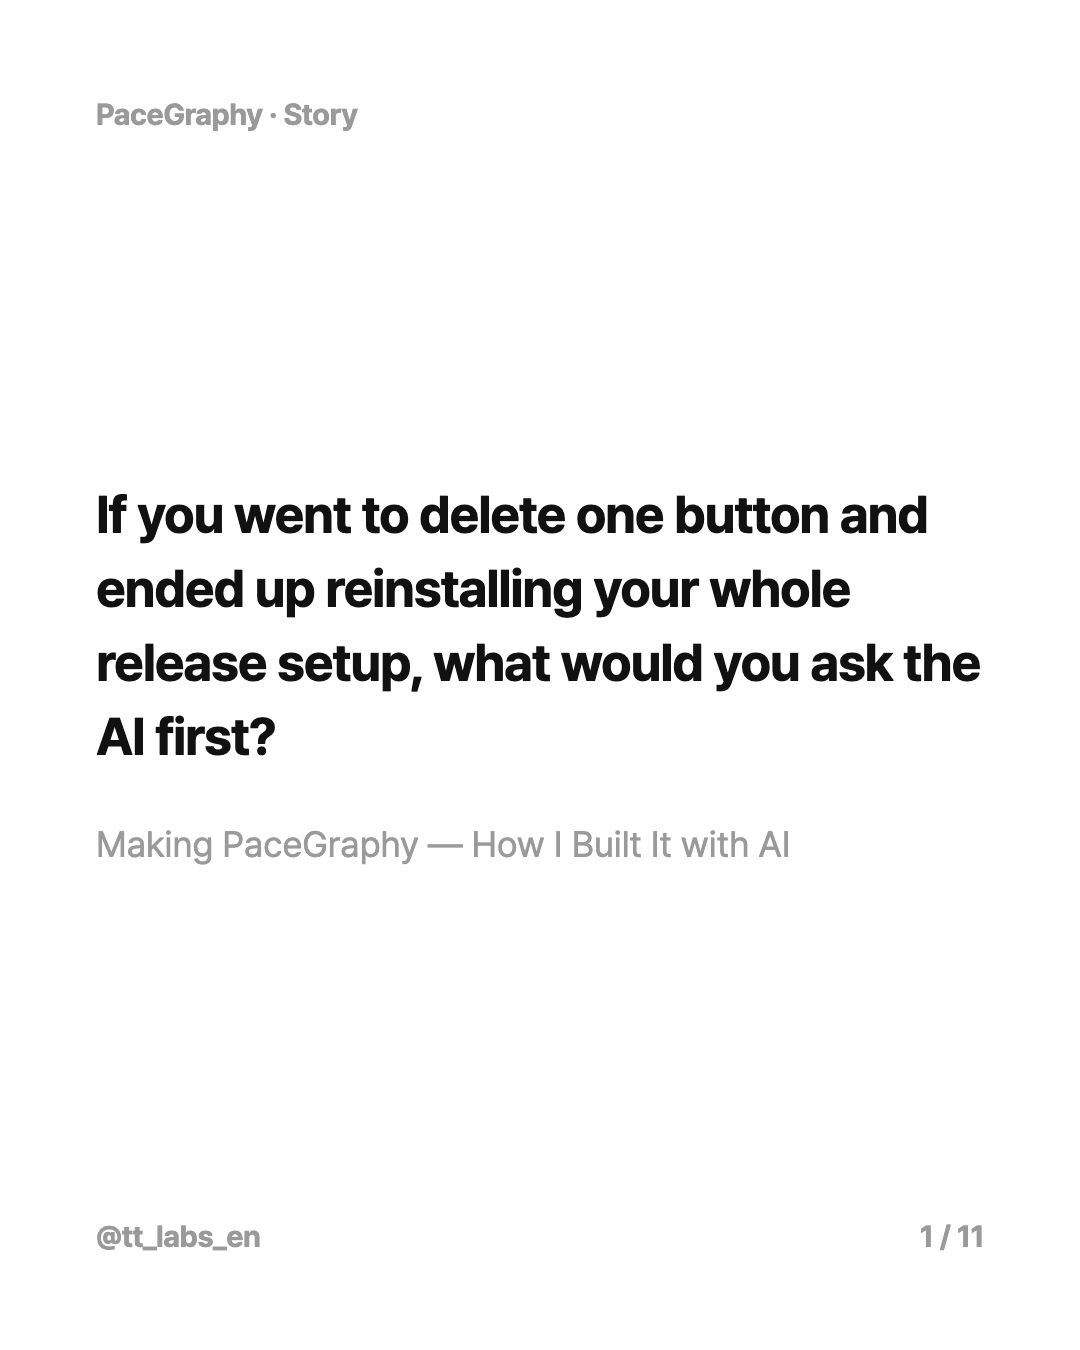 PaceGraphy · Story
If you went to delete one button and
ended up reinstalling your whole
release setup, what would you ask the
AI first?
Making PaceGraphy — How I Built It with AI
@tt_labs_en
1 / 11